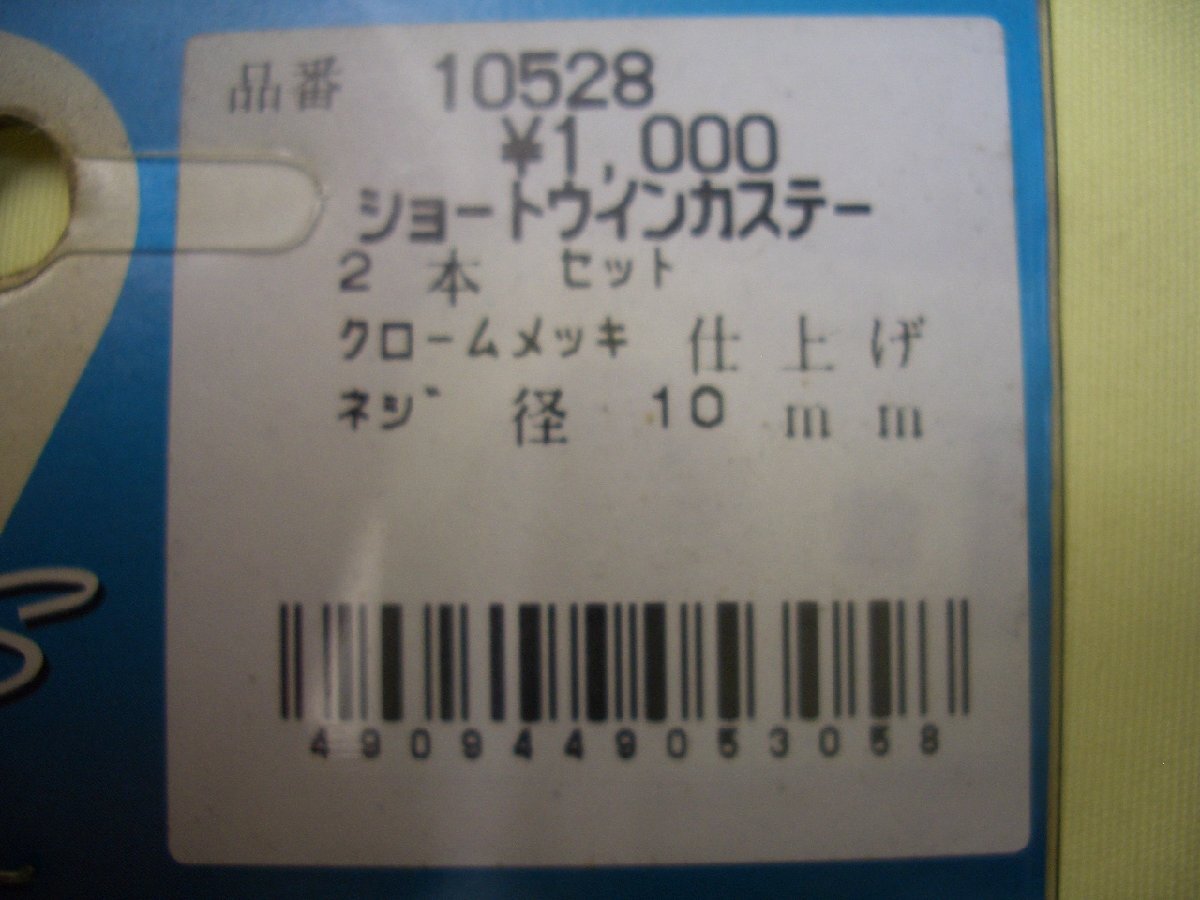 品番 10528
¥1,000
ショートウインカステー
2本 セット
クロームメッキ 仕上げ
ネジ 径 10 mm
4909449053058